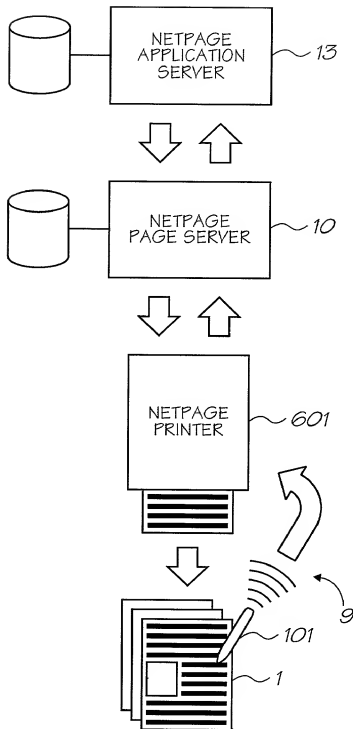 NETPAGE
APPLICATION
SERVER
13
NETPAGE
PAGE SERVER
10
NETPAGE
PRINTER
601
9
101
1